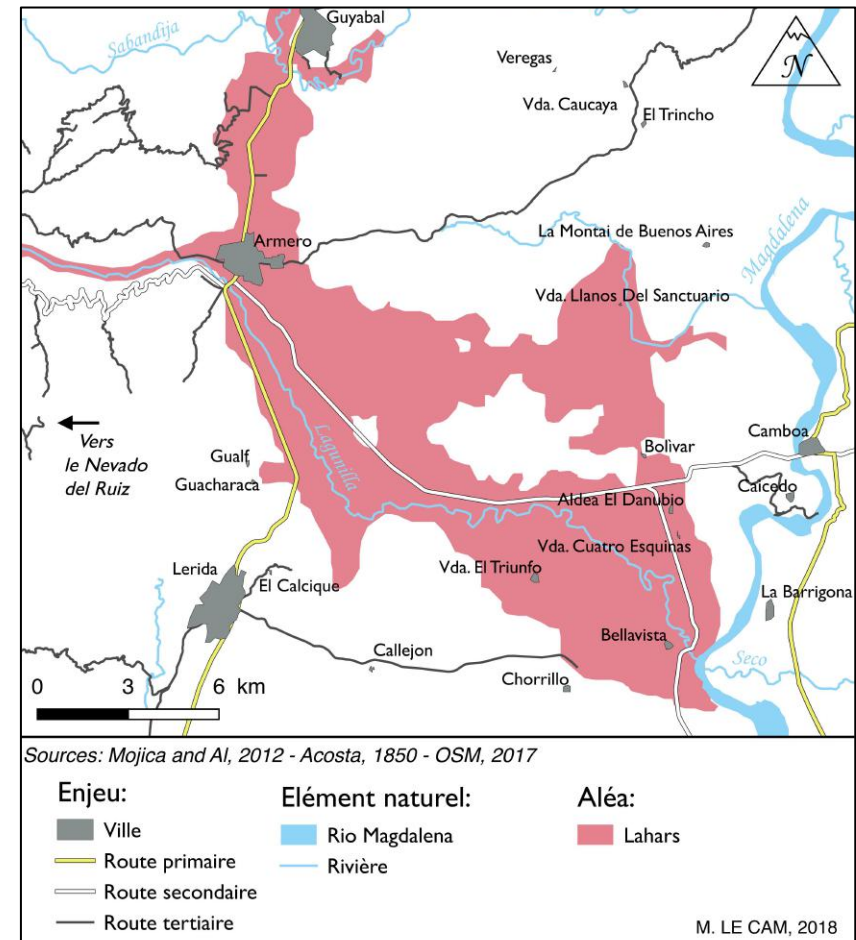 Guyabal
Sabandija
Veregas
N
Vda. Caucaya
El Trincho
Armero
La Montai de Buenos Aires
Magdalena
Vda. Llanos Del Sanctuario
Vers
le Nevado
del Ruiz
Gualf
Guacharaca
Lagunilla
Bolivar
Camboa
Aldea El Danubio
Caicedo
Vda. Cuatro Esquinas
Lerida
El Calcique
Vda. El Triunfo
La Barrigona
Callejon
Bellavista
Seco
Chorrillo
0 3 6 km
Sources: Mojica and Al, 2012 - Acosta, 1850 - OSM, 2017
Enjeu:
Ville
Route primaire
Route secondaire
Route tertiaire
Elément naturel:
Rio Magdalena
Rivière
Aléa:
Lahars
M. LE CAM, 2018